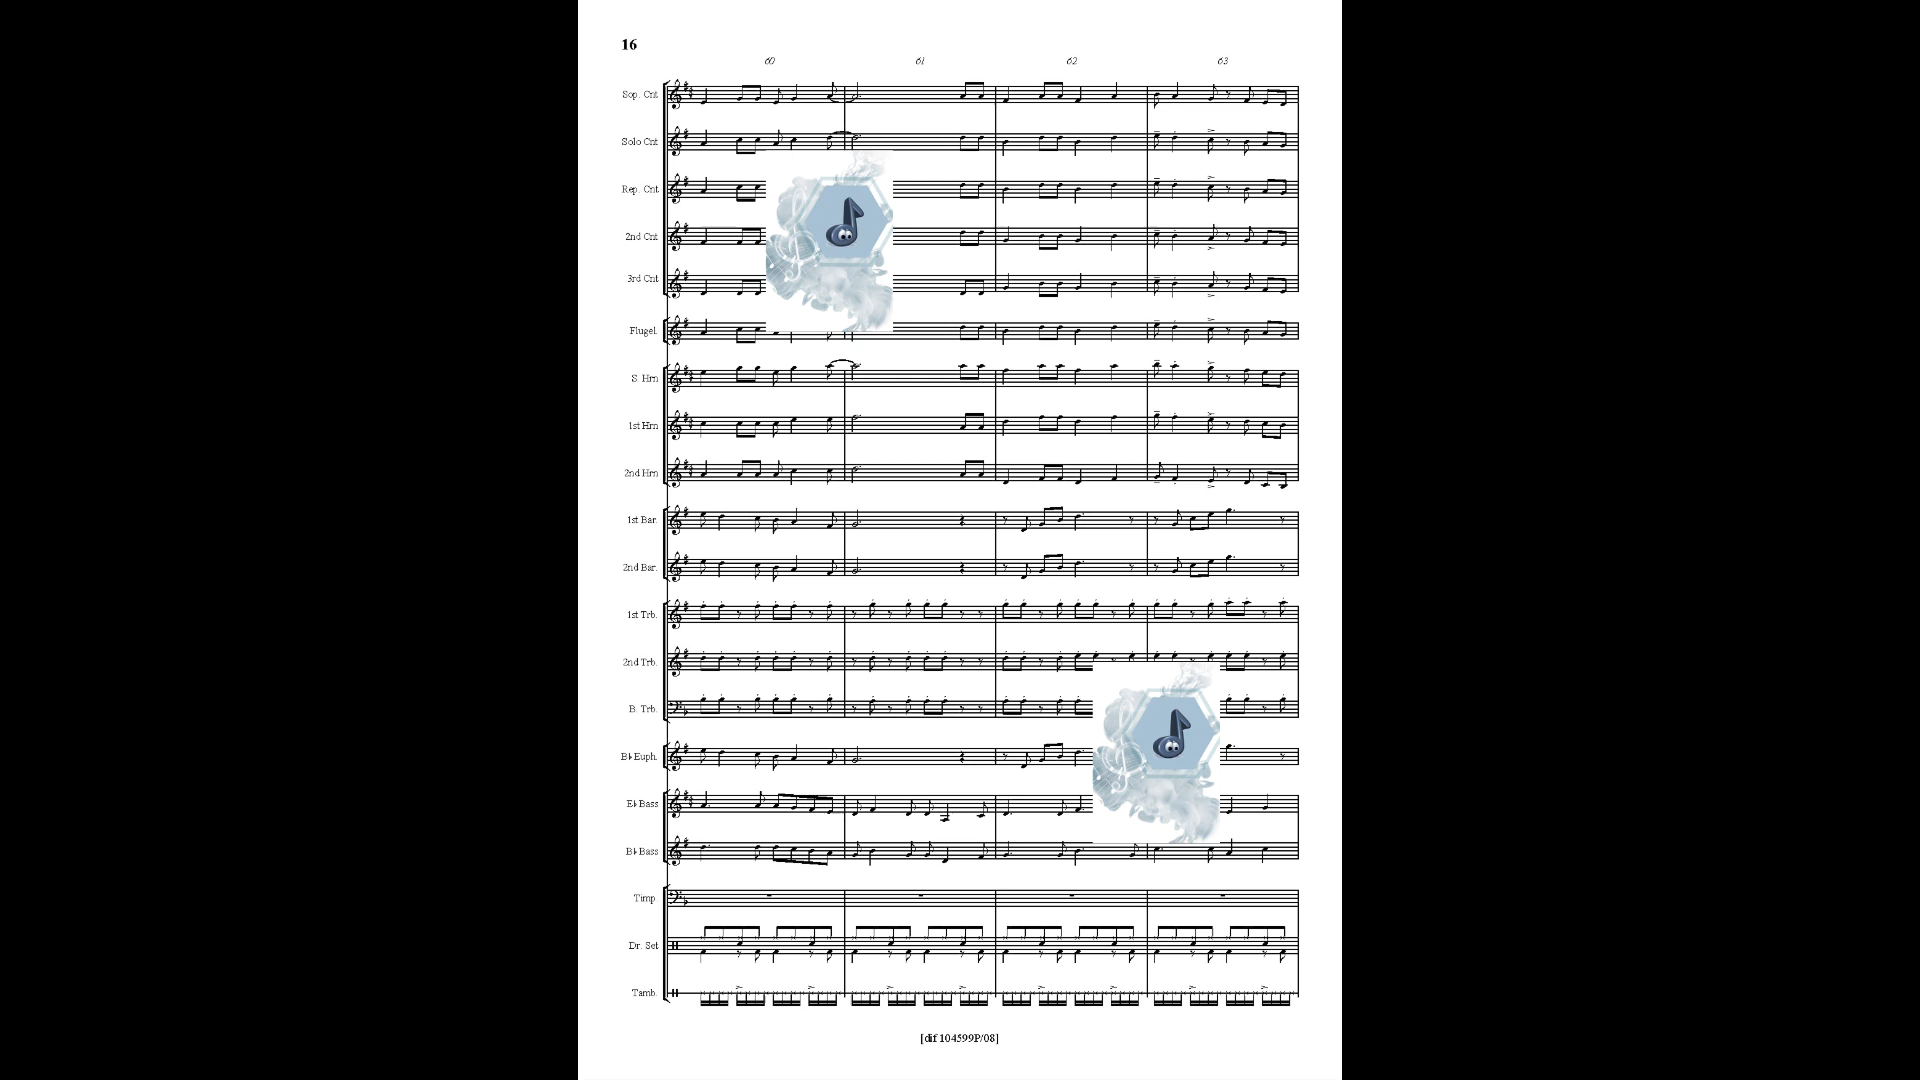 16
60 61 62 63
Sop. Cnt
Solo Cnt
Rep. Cnt
2nd Cnt
3rd Cnt
Flugel.
S. Hrn
1st Hrn
2nd Hrn
1st Bar.
2nd Bar.
1st Trb.
2nd Trb.
B. Trb.
B♭ Euph.
E♭ Bass
B♭ Bass
Timp
Dr. Set
Tamb.
[dif 104599P/08]